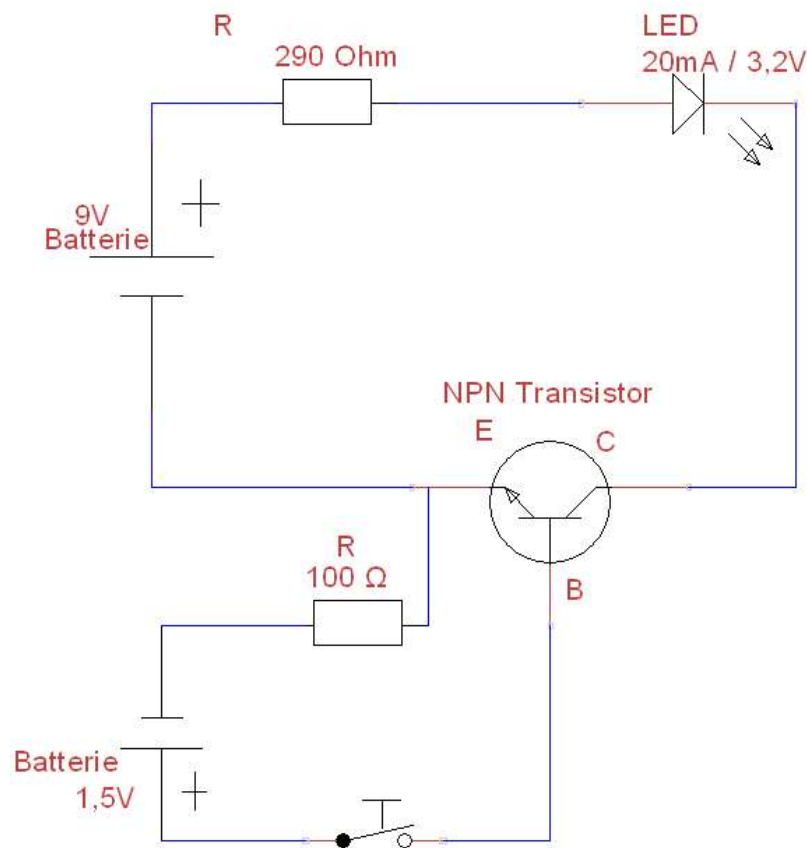 R
290 Ohm
LED
20mA / 3,2V
+
9V
Batterie
NPN Transistor
E
C
R
100 Ω
B
Batterie
1,5V
+